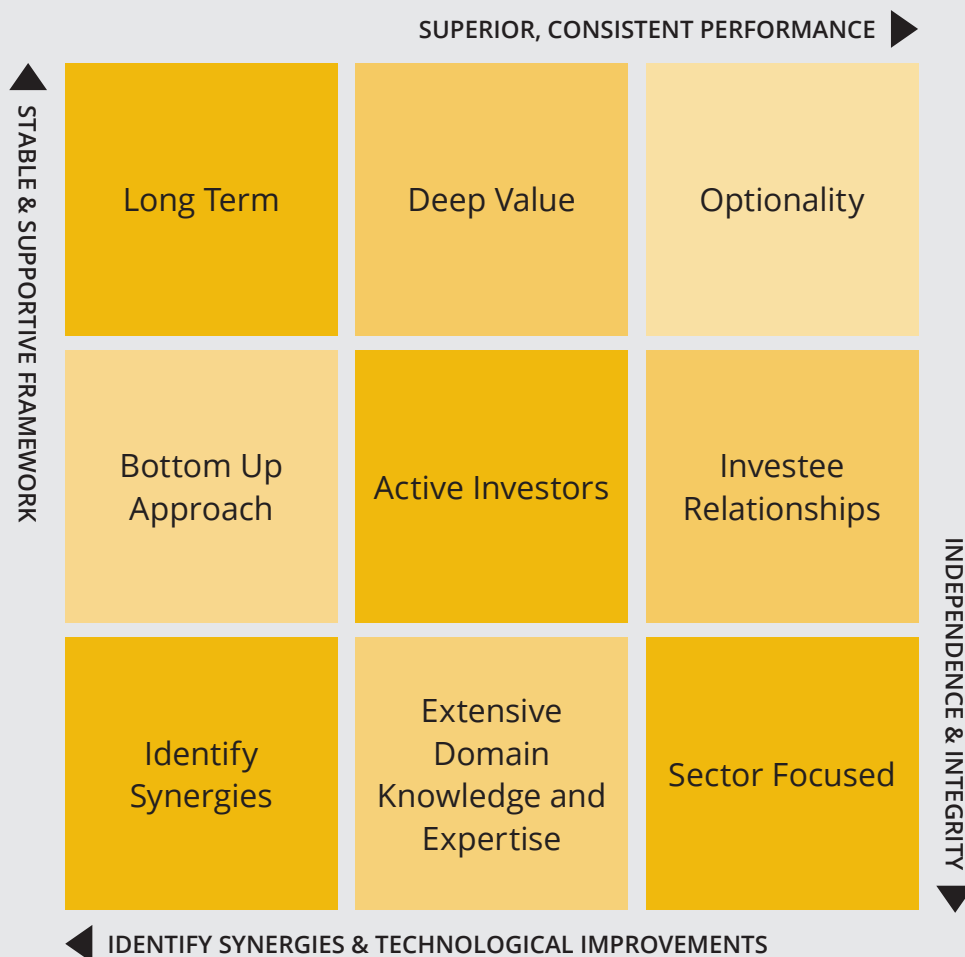 SUPERIOR, CONSISTENT PERFORMANCE
STABLE & SUPPORTIVE FRAMEWORK
Long Term
Deep Value
Optionality
Bottom Up
Approach
Active Investors
Investee
Relationships
Identify
Synergies
Extensive
Domain
Knowledge and
Expertise
Sector Focused
INDEPENDENCE & INTEGRITY
IDENTIFY SYNERGIES & TECHNOLOGICAL IMPROVEMENTS